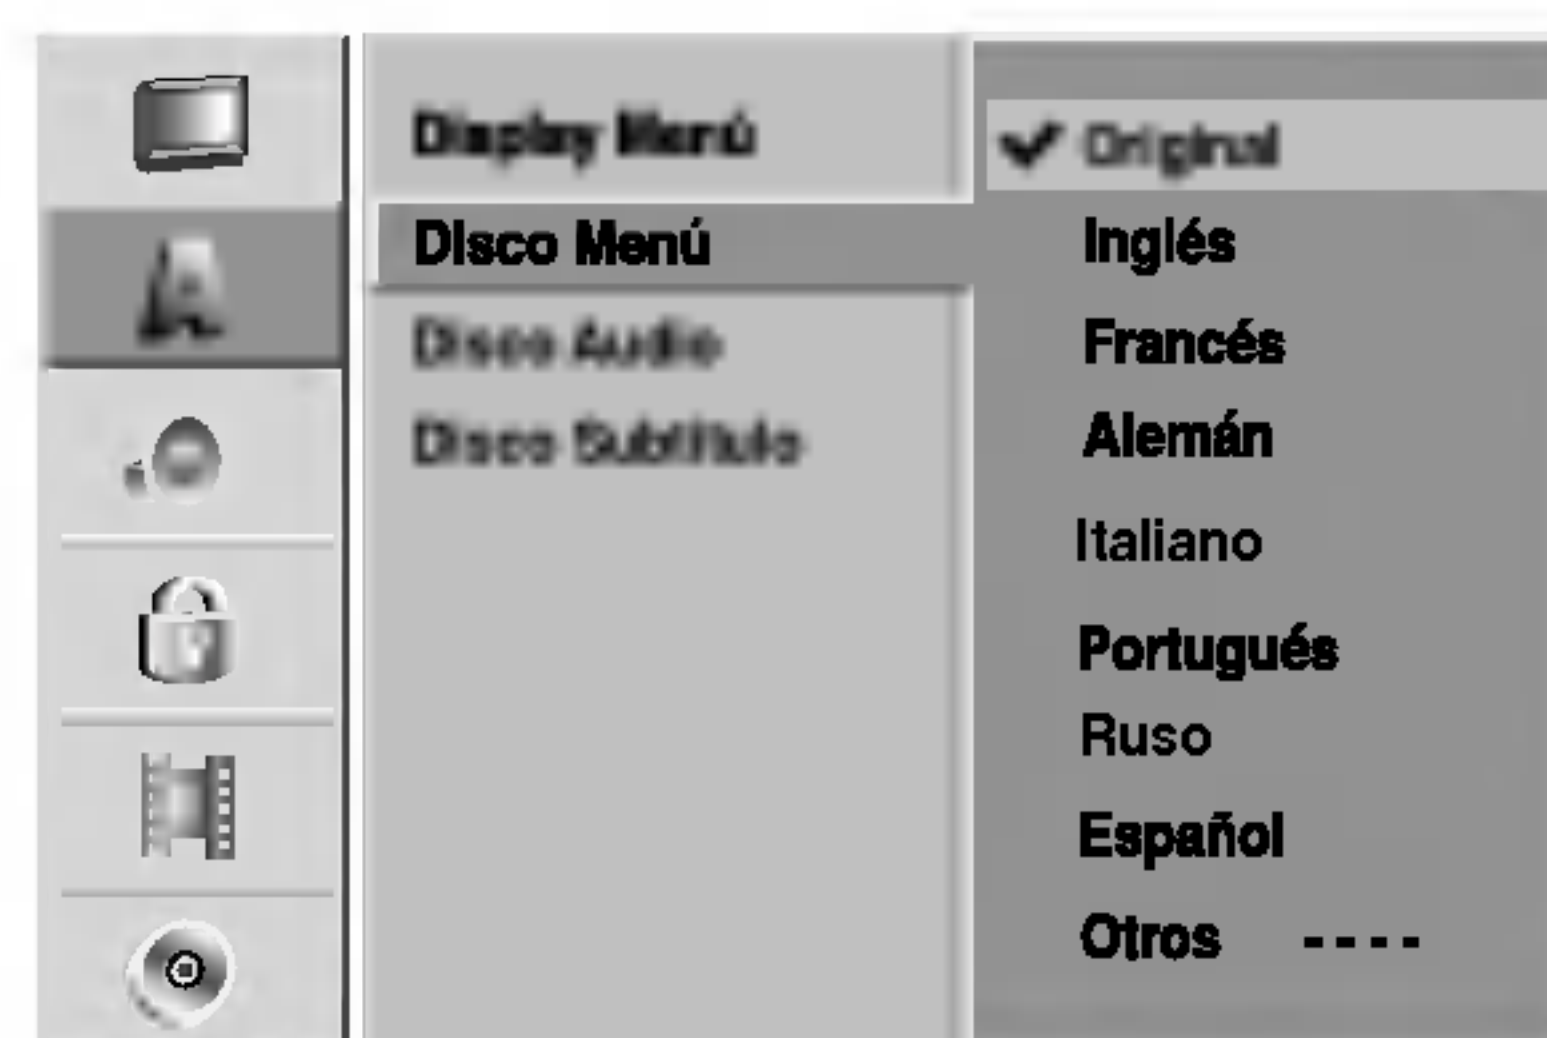 Display Menú
Disco Menú
Disco Audio
Disco Subtítulo
✔ Original
Inglés
Francés
Alemán
Italiano
Portugués
Ruso
Español
Otros ----